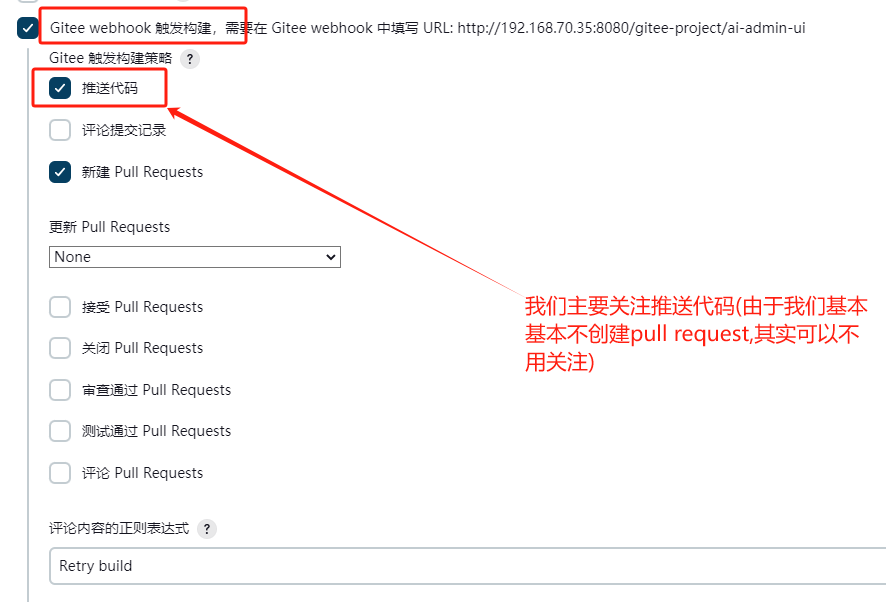 Gitee webhook 触发构建，需要在 Gitee webhook 中填写 URL: http://192.168.70.35:8080/gitee-project/ai-admin-ui
Gitee 触发构建策略 ?
推送代码
评论提交记录
新建 Pull Requests
更新 Pull Requests
None
接受 Pull Requests
关闭 Pull Requests
审查通过 Pull Requests
测试通过 Pull Requests
评论 Pull Requests
评论内容的正则表达式 ?
Retry build
我们主要关注推送代码(由于我们基本
基本不创建pull request,其实可以不
用关注)